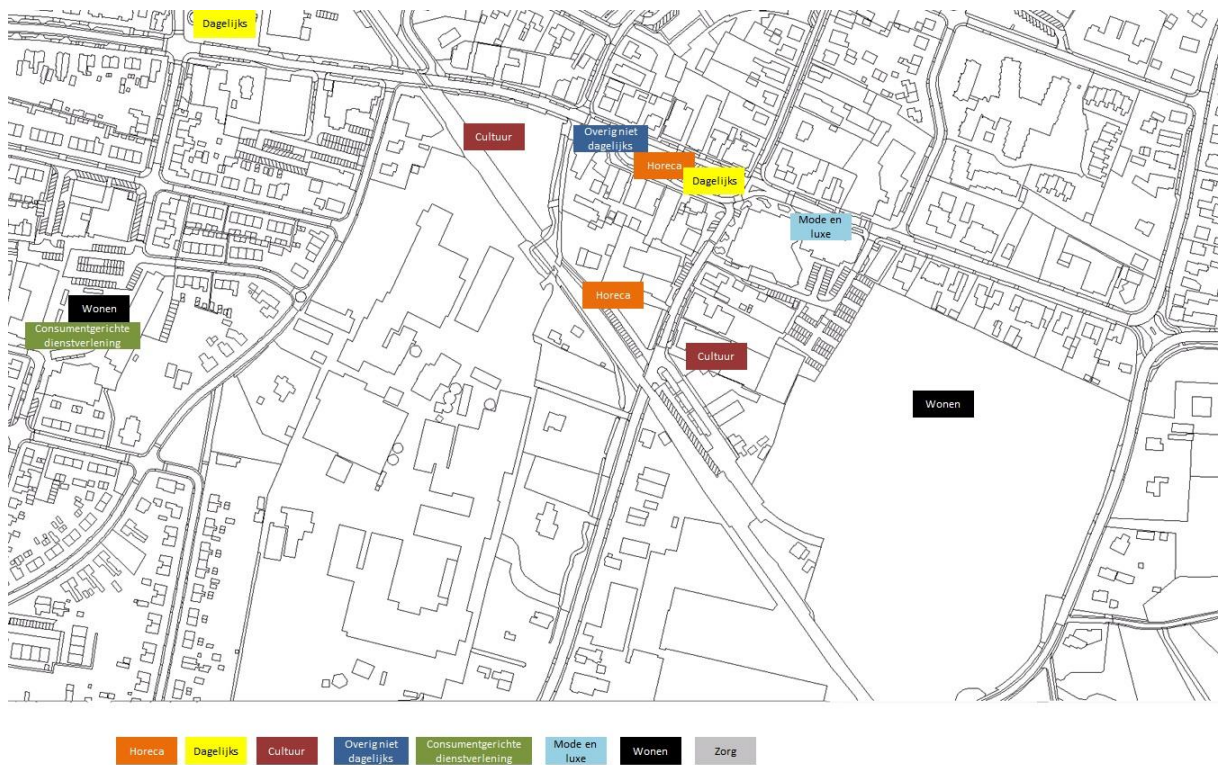 Dagelijks
Cultuur
Overig niet
dagelijks
Horeca
Dagelijks
Mode en
luxe
Horeca
Wonen
Consumentgerichte
dienstverlening
Cultuur
Wonen
Horeca
Dagelijks
Cultuur
Overig niet
dagelijks
Consumentgerichte
dienstverlening
Mode en
luxe
Wonen
Zorg